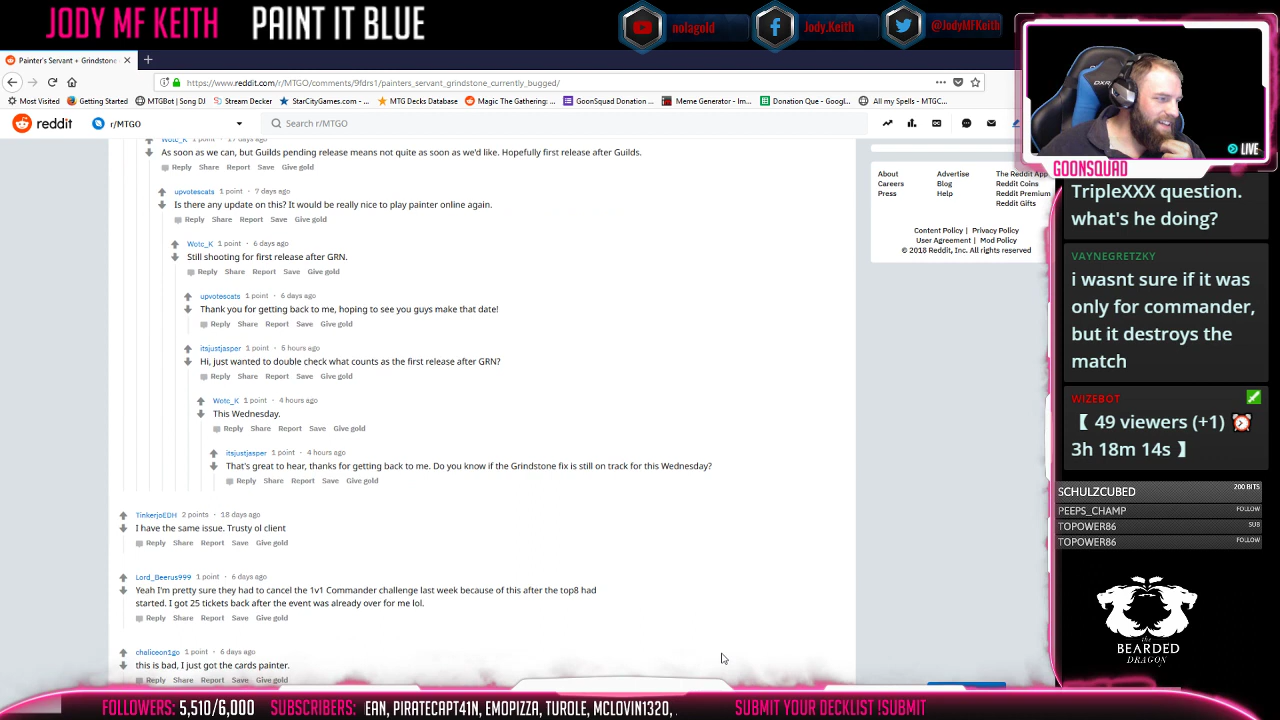 JODY MF KEITH PAINT IT BLUE
nolagold
Jody.Keith
@JodyMFKeith
Painter's Servant + Grindstone
https://www.reddit.com/r/MTGO/comments/9fdrs1/painters_servant_grindstone_currently_bugged/
Most Visited Getting Started MTGBot | Song DJ Stream Decker StarCityGames.com - ... MTG Decks Database Magic The Gathering: ... GoonSquad Donation ... Meme Generator - Im... Donation Que - Googl... All my Spells - MTGC...
reddit r/MTGO Search r/MTGO
Wotc_K 1 point · 17 days ago
As soon as we can, but Guilds pending release means not quite as soon as we'd like. Hopefully first release after Guilds.
Reply Share Report Save Give gold
upvotescats 1 point · 7 days ago
Is there any update on this? It would be really nice to play painter online again.
Reply Share Report Save Give gold
Wotc_K 1 point · 6 days ago
Still shooting for first release after GRN.
Reply Share Report Save Give gold
upvotescats 1 point · 6 days ago
Thank you for getting back to me, hoping to see you guys make that date!
Reply Share Report Save Give gold
itsjustjasper 1 point · 5 hours ago
Hi, just wanted to double check what counts as the first release after GRN?
Reply Share Report Save Give gold
Wotc_K 1 point · 4 hours ago
This Wednesday.
Reply Share Report Save Give gold
itsjustjasper 1 point · 4 hours ago
That's great to hear, thanks for getting back to me. Do you know if the Grindstone fix is still on track for this Wednesday?
Reply Share Report Save Give gold
TinkerjoEDH 2 points · 18 days ago
I have the same issue. Trusty ol client
Reply Share Report Save Give gold
Lord_Beerus999 1 point · 6 days ago
Yeah I'm pretty sure they had to cancel the 1v1 Commander challenge last week because of this after the top8 had
started. I got 25 tickets back after the event was already over for me lol.
Reply Share Report Save Give gold
chaliceon1go 1 point · 6 days ago
this is bad, I just got the cards painter.
Reply Share Report Save Give gold
About Advertise The Reddit App
Careers Blog Reddit Coins
Press Help Reddit Premium
Reddit Gifts
Content Policy | Privacy Policy
User Agreement | Mod Policy
© 2018 Reddit, Inc. All rights reserved
DXR
LIVE
GOONSQUAD
TripleXXX question.
what's he doing?
VAYNEGRETZKY
i wasnt sure if it was
only for commander,
but it destroys the
match
WIZEBOT
【 49 viewers (+1) ⏰
3h 18m 14s 】
SCHULZCUBED 200 BITS
PEEPS_CHAMP FOLLOW
TOPOWER86 SUB
TOPOWER86 FOLLOW
the
BEARDED
DRAGON
FOLLOWERS: 5,510/6,000 SUBSCRIBERS: EAN, PIRATECAPT41N, EMOPIZZA, TUROLE, MCLOVIN1320, SUBMIT YOUR DECKLIST !SUBMIT